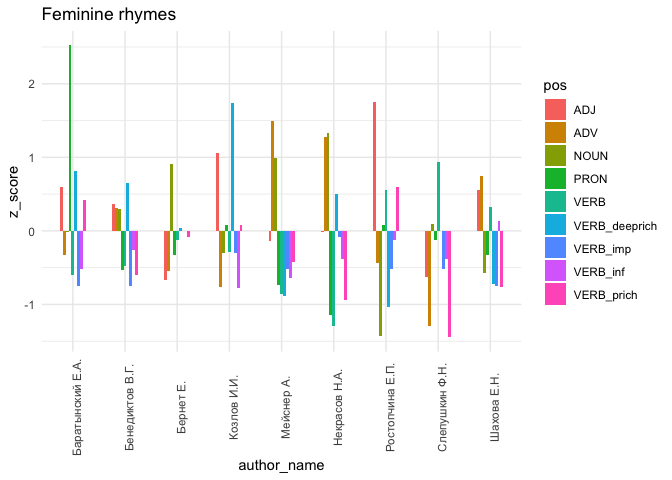 Feminine rhymes
z_score
2
1
0
-1
Баратынский Е.А.
Бенедиктов В.Г.
Бернет Е.
Козлов И.И.
Мейснер А.
Некрасов Н.А.
Ростопчина Е.П.
Слепушкин Ф.Н.
Шахова Е.Н.
author_name
pos
ADJ
ADV
NOUN
PRON
VERB
VERB_deeprich
VERB_imp
VERB_inf
VERB_prich